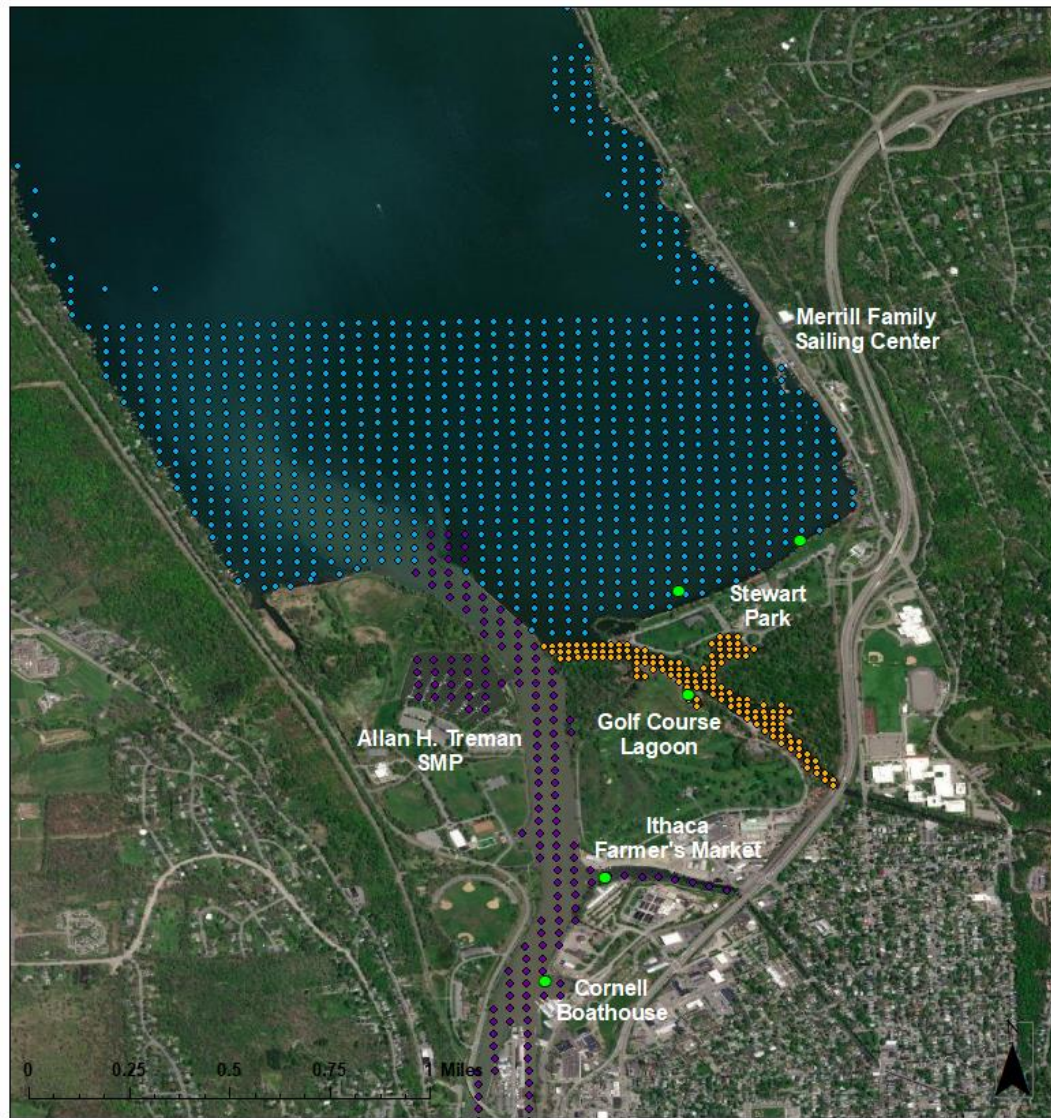 Merrill Family
Sailing Center
Stewart
Park
Golf Course
Lagoon
Allan H. Treman
SMP
Ithaca
Farmer's Market
Cornell
Boathouse
0 0.25 0.5 0.75 1 Miles
N